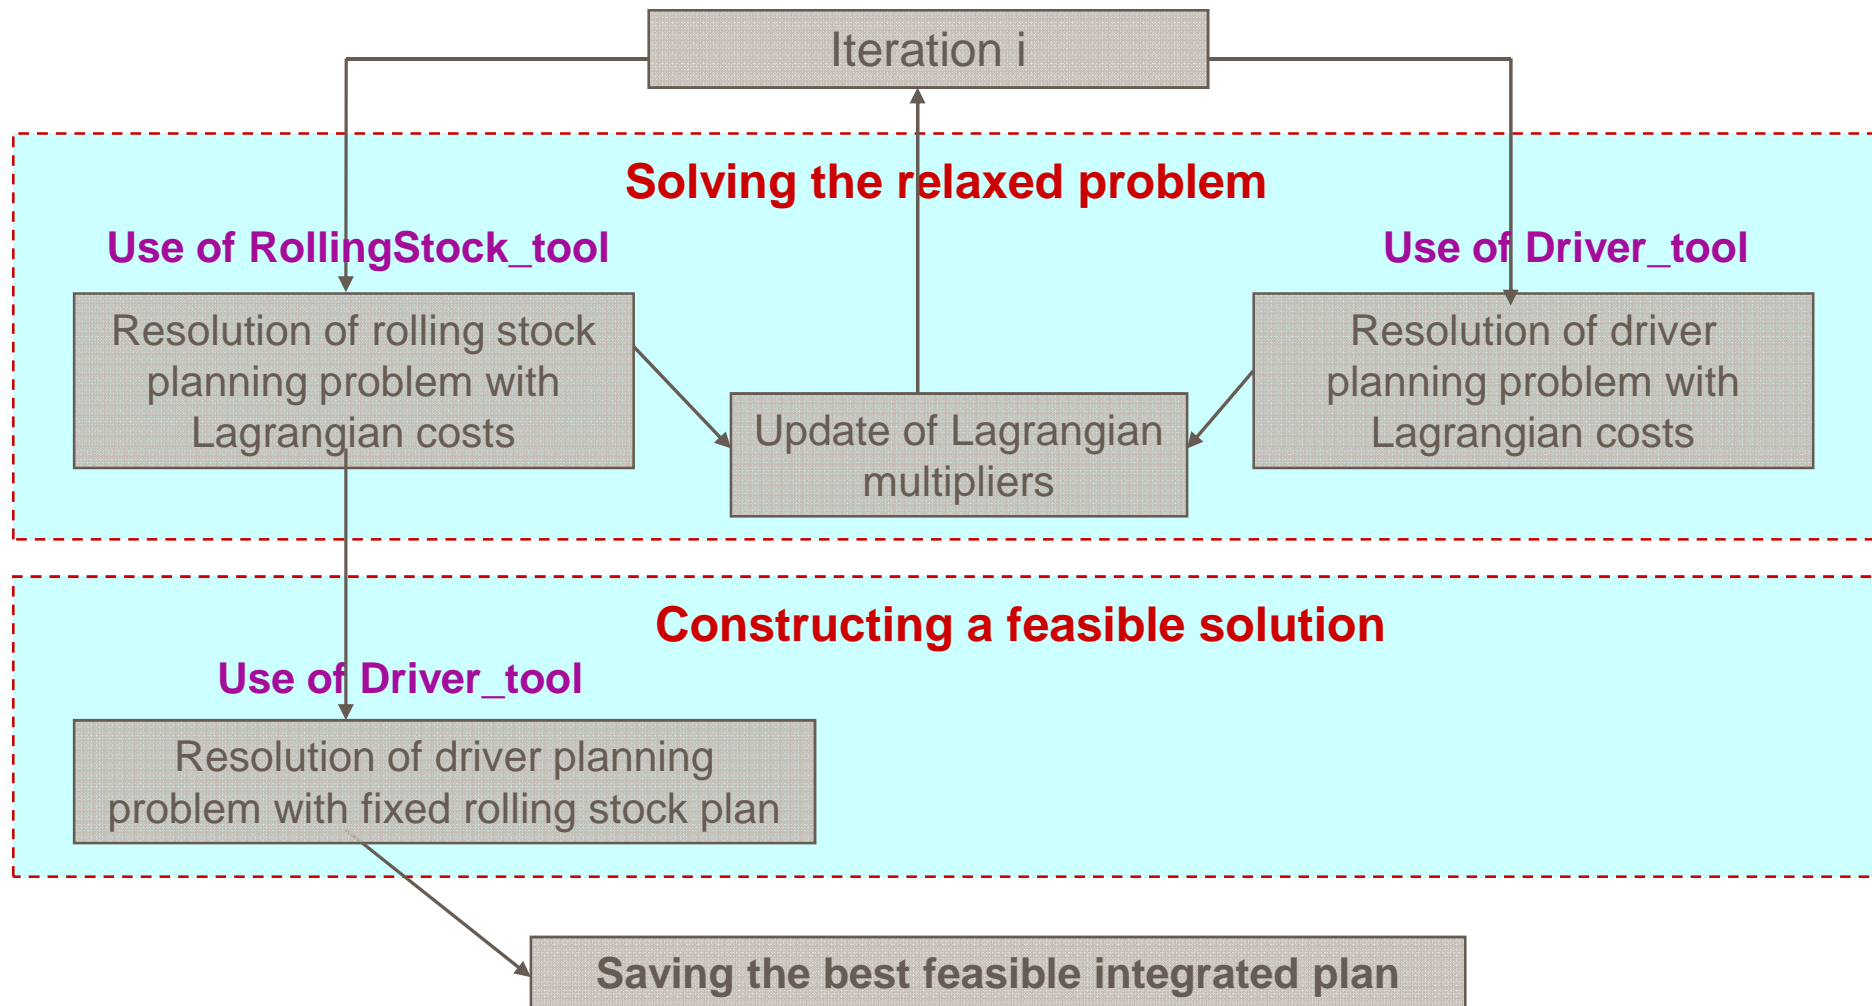 Iteration i
Solving the relaxed problem
Use of RollingStock_tool
Use of Driver_tool
Resolution of rolling stock
planning problem with
Lagrangian costs
Resolution of driver
planning problem with
Lagrangian costs
Update of Lagrangian
multipliers
Constructing a feasible solution
Use of Driver_tool
Resolution of driver planning
problem with fixed rolling stock plan
Saving the best feasible integrated plan